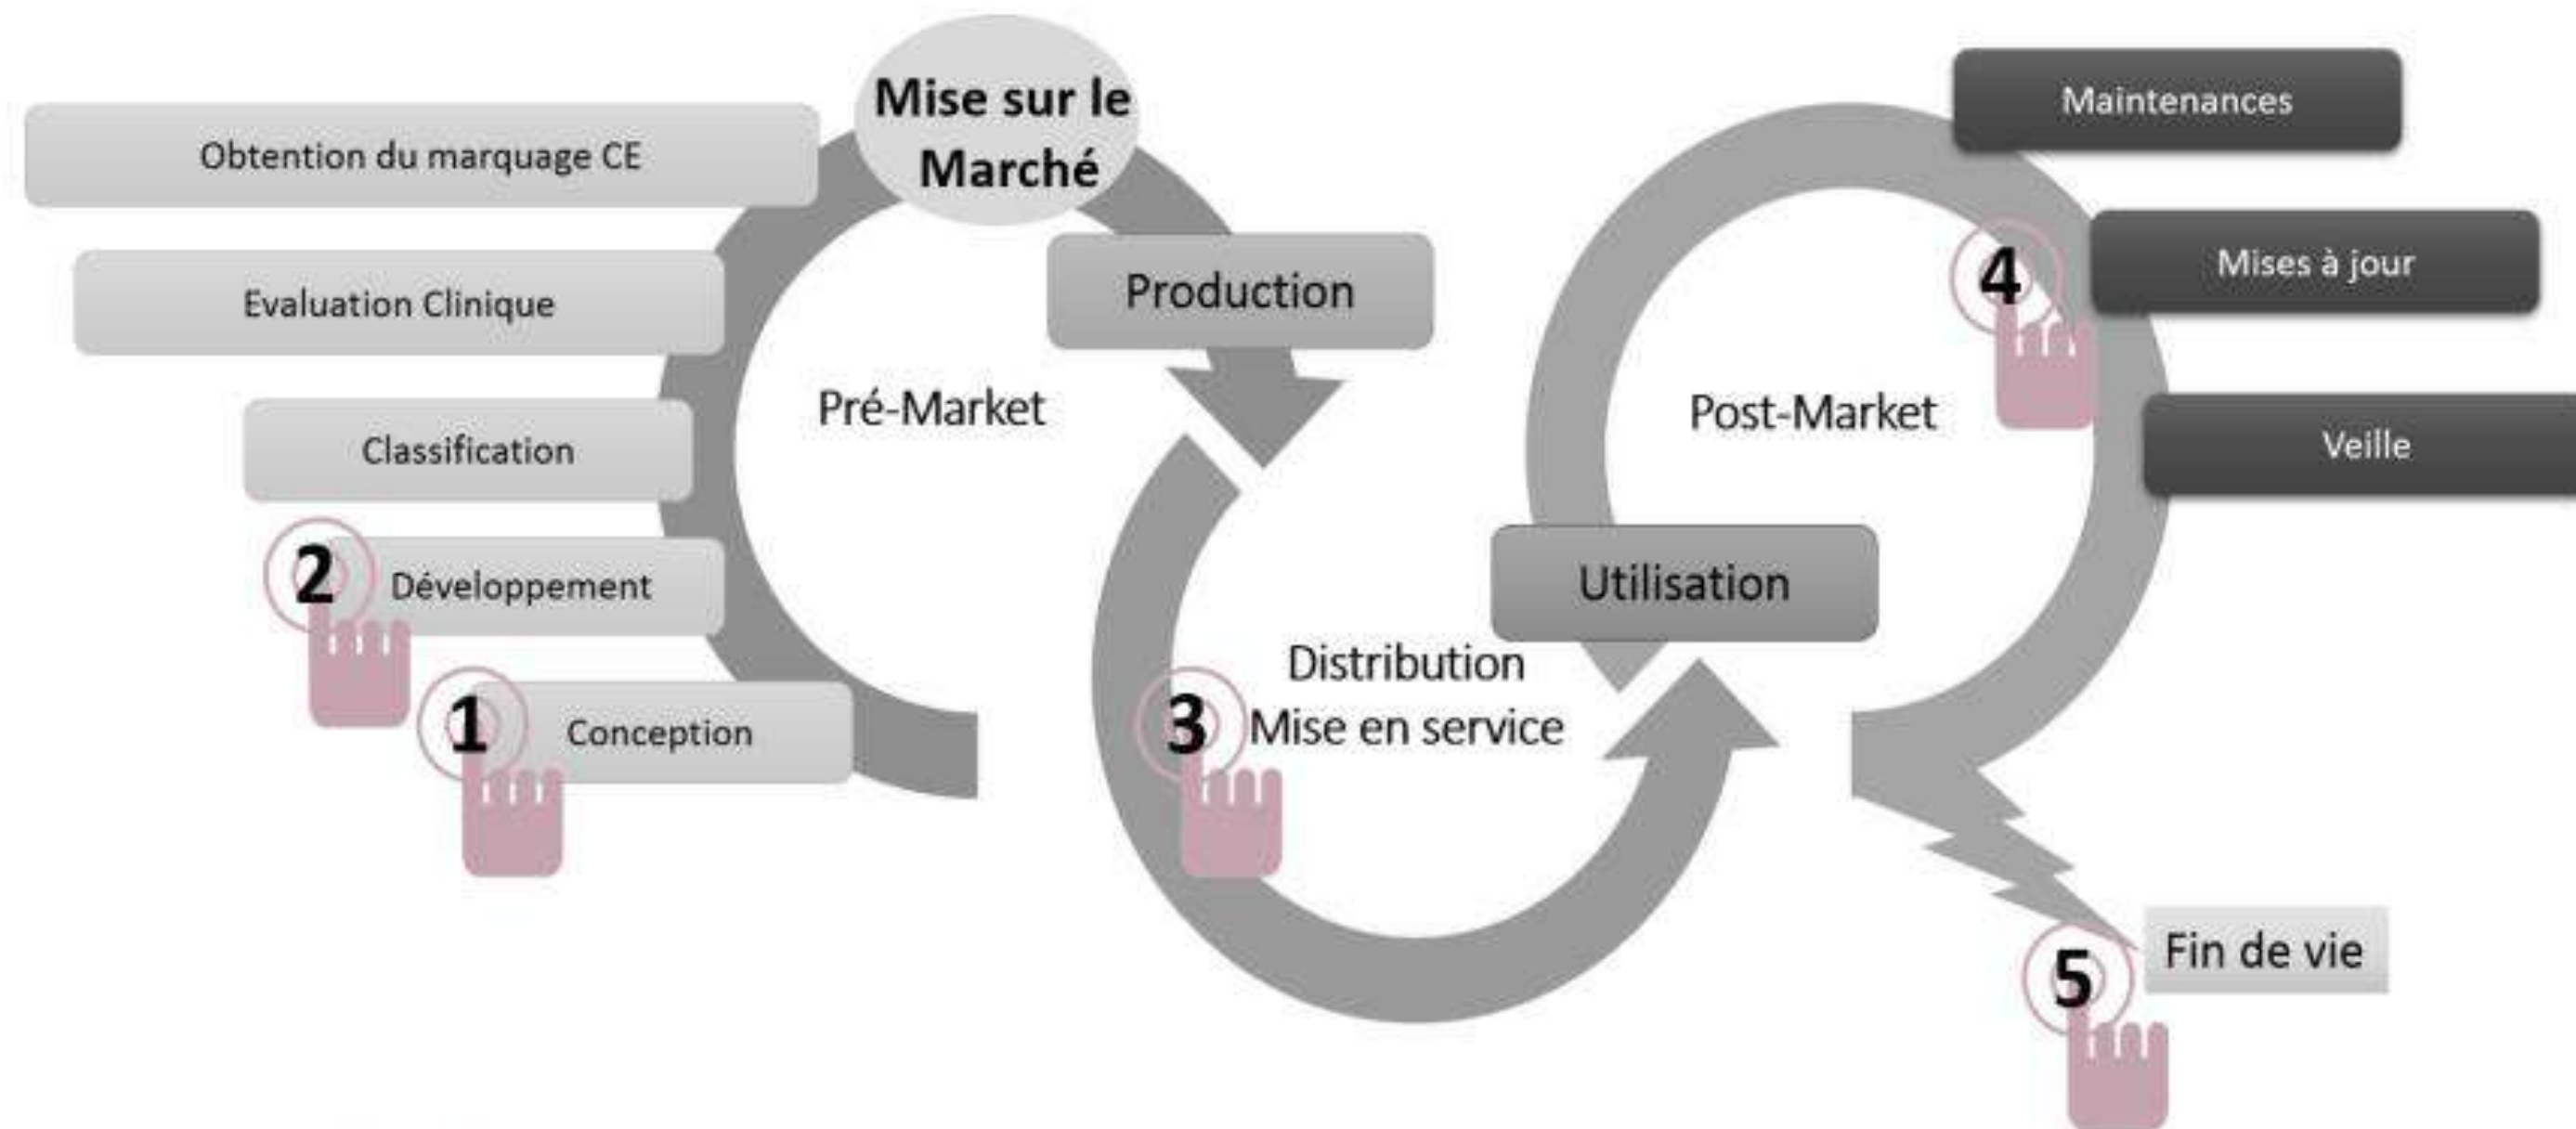 Mise sur le
Marché
Obtention du marquage CE
Evaluation Clinique
Classification
2
Développement
1
Conception
Pré-Market
Production
3
Distribution
Mise en service
Utilisation
Post-Market
Maintenances
4
Mises à jour
Veille
5
Fin de vie